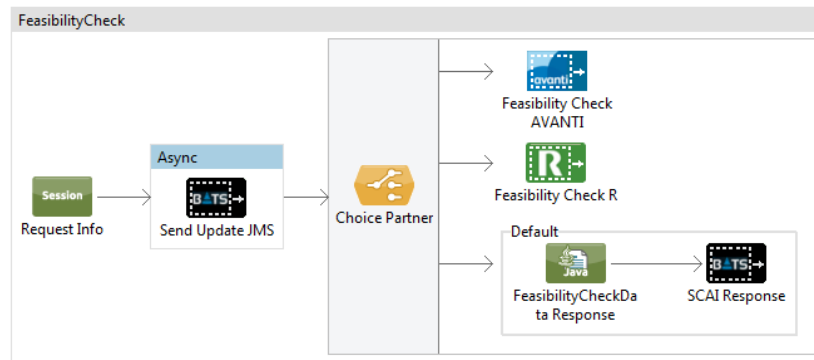 FeasibilityCheck
Async
Session
Request Info
BATS
Send Update JMS
Choice Partner
avanti
Feasibility Check
AVANTI
R
Feasibility Check R
Default
Java
FeasibilityCheckDa
ta Response
BATS
SCAI Response